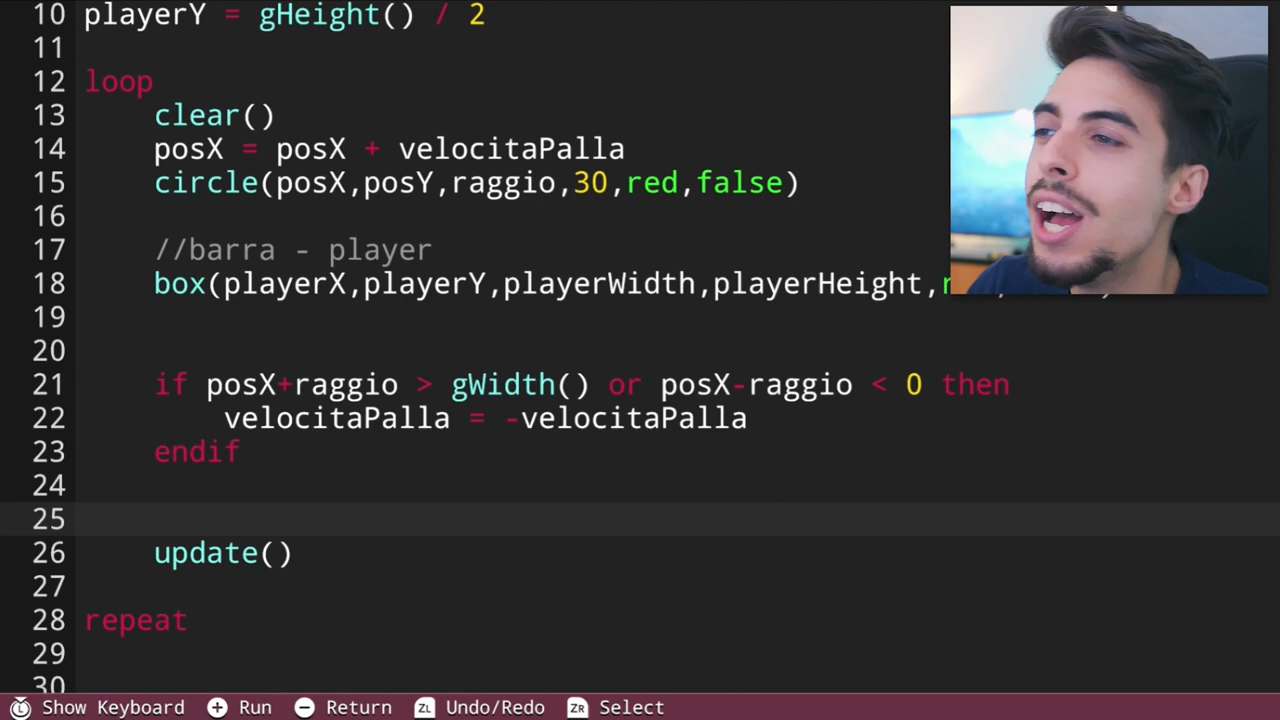 10 playerY = gHeight() / 2
11
12 loop
13 clear()
14 posX = posX + velocitaPalla
15 circle(posX,posY,raggio,30,red,false)
16
17 //barra - player
18 box(playerX,playerY,playerWidth,playerHeight,
19
20
21 if posX+raggio > gWidth() or posX-raggio < 0 then
22 velocitaPalla = -velocitaPalla
23 endif
24
25
26 update()
27
28 repeat
29
30
L Show Keyboard + Run - Return ZL Undo/Redo ZR Select